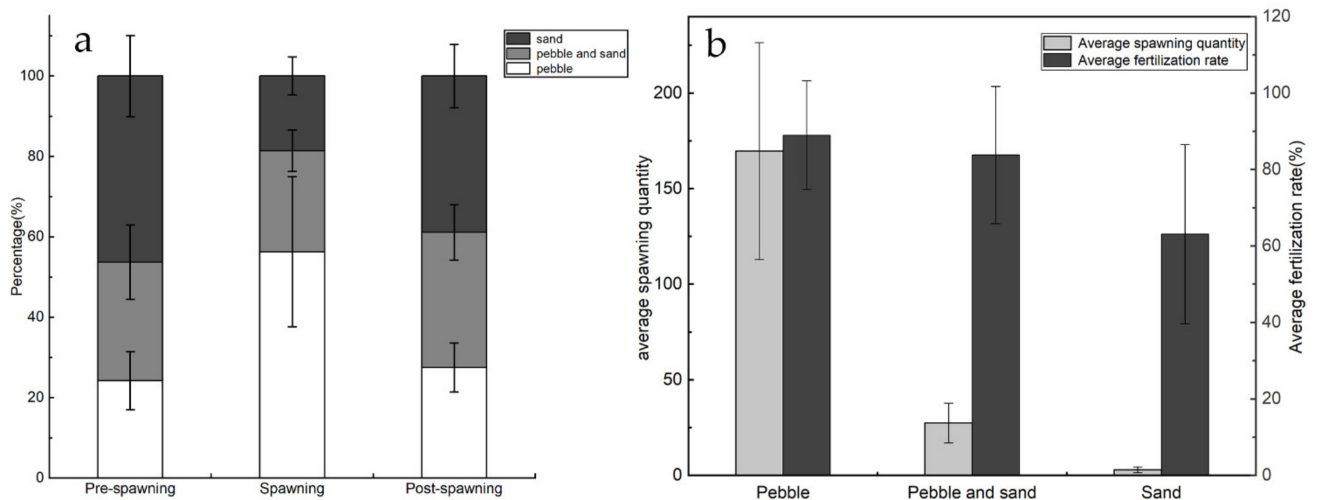 a
sand
pebble and sand
pebble
Percentage(%)
100
80
60
40
20
0
Pre-spawning
Spawning
Post-spawning
b
Average spawning quantity
Average fertilization rate
average spawning quantity
200
150
100
50
0
Average fertilization rate(%)
120
100
80
60
40
20
0
Pebble
Pebble and sand
Sand